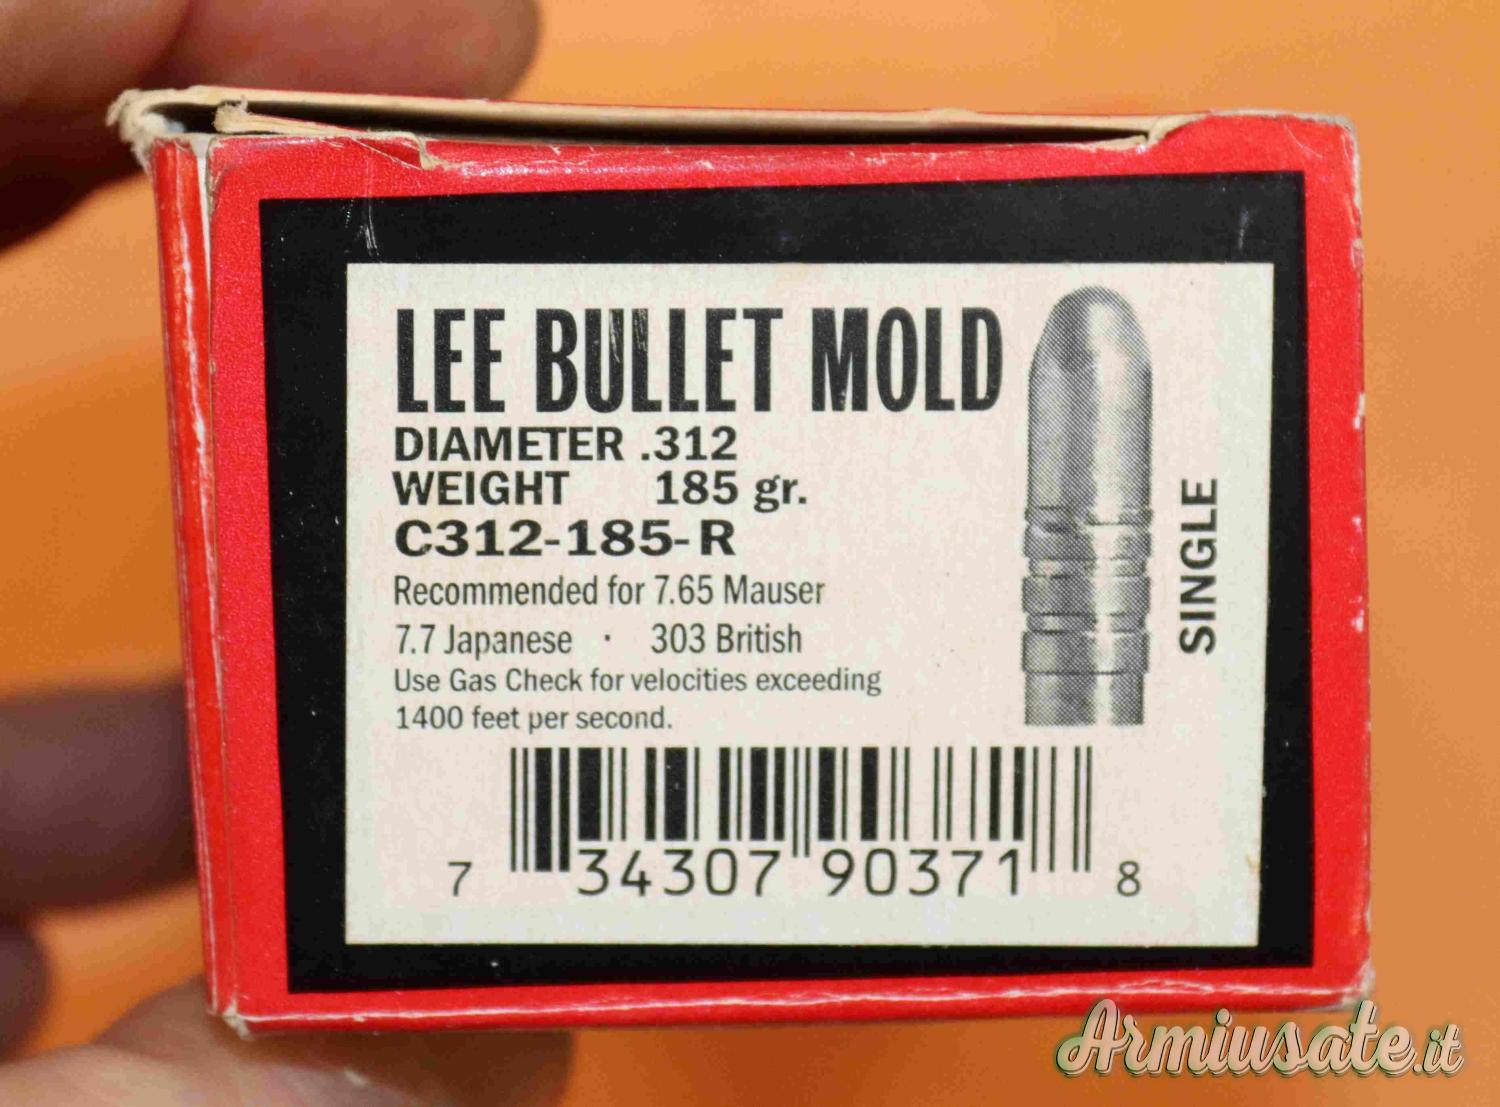 LEE BULLET MOLD
DIAMETER .312
WEIGHT 185 gr.
C312-185-R
Recommended for 7.65 Mauser
7.7 Japanese · 303 British
Use Gas Check for velocities exceeding
1400 feet per second.
SINGLE
7 34307 90371 8
Armiusate.it